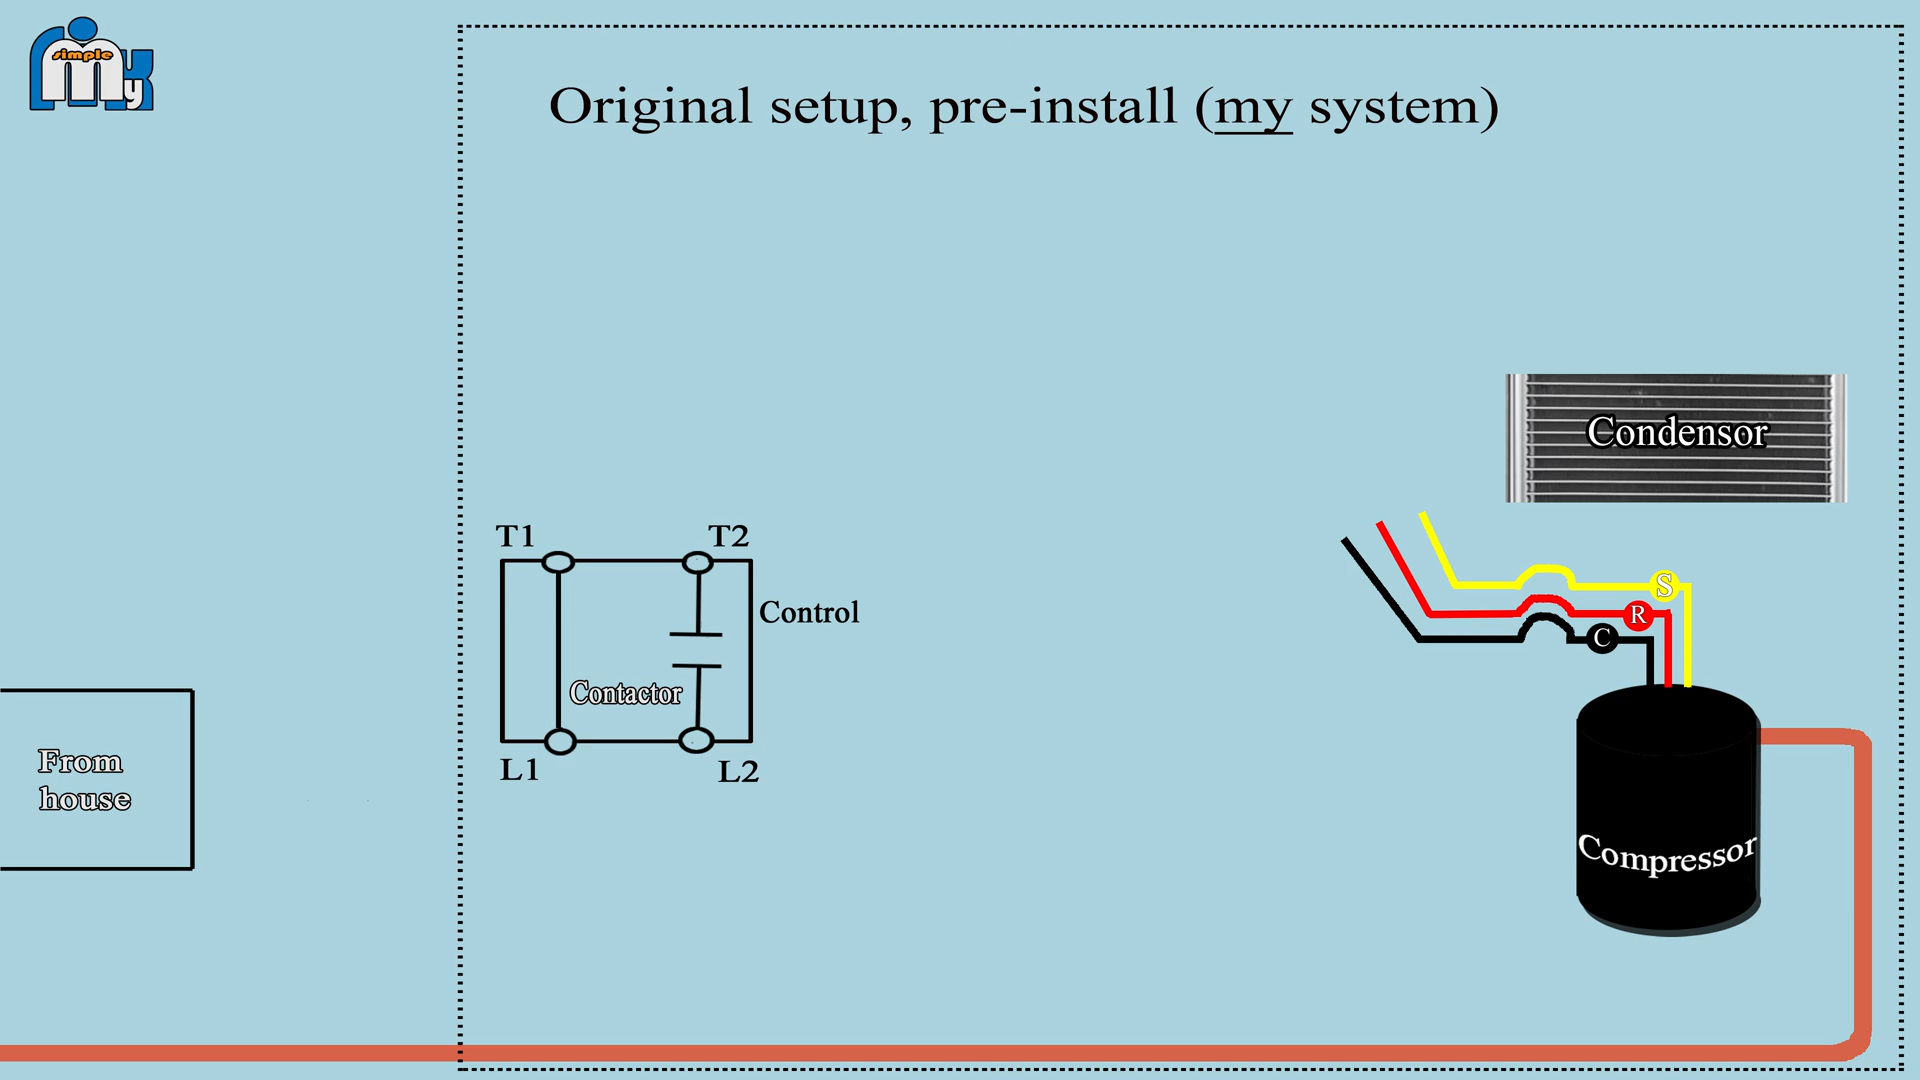 simple
my
Original setup, pre-install (my system)
Condensor
T1
T2
Control
S
R
C
Contactor
L1
L2
From
house
Compressor